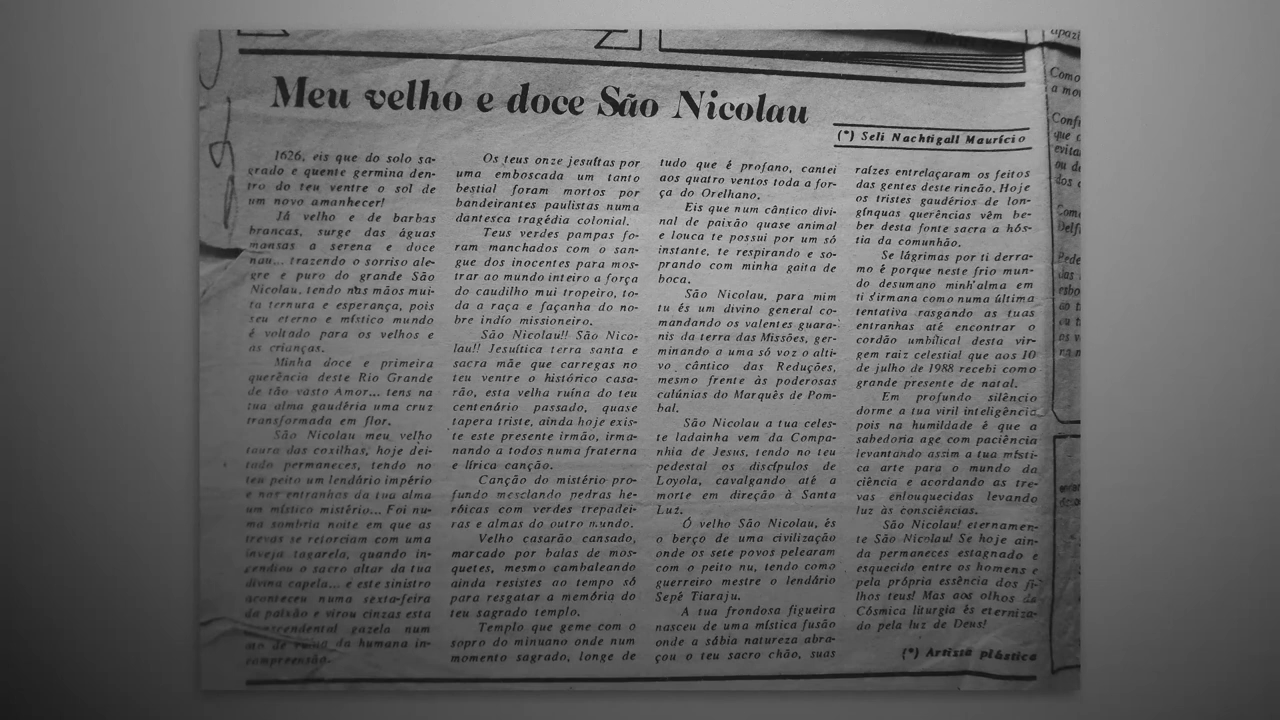 Meu velho e doce São Nicolau
(*) Seli Nachtigall Maurício
1626, eis que do solo sa-
grado e quente germina den-
tro do teu ventre o sol de
um novo amanhecer!
Já velho e de barbas
brancas, surge das águas
mansas a serena e doce
nau... trazendo o sorriso ale-
gre e puro do grande São
Nicolau, tendo nas mãos mui-
ta ternura e esperança, pois
seu eterno e místico mundo
é voltado para os velhos e
as crianças.
Minha doce e primeira
querência deste Rio Grande
de tão vasto Amor... tens na
tua alma gaudéria uma cruz
transformada em flor.
São Nicolau meu velho
taura das coxilhas, hoje dei-
tado permaneces, tendo no
teu peito um lendário império
e nas entranhas da tua alma
um místico mistério... Foi nu-
ma sombria noite em que as
trevas se retorciam com uma
inveja tagarela, quando in-
cendiou o sacro altar da tua
divina capela... e este sinistro
aconteceu numa sexta-feira
da paixão e virou cinzas esta
gazela num
da humana in-
compreensão.
Os teus onze jesuítas por
uma emboscada um tanto
bestial foram mortos por
bandeirantes paulistas numa
dantesca tragédia colonial.
Teus verdes pampas fo-
ram manchados com o san-
gue dos inocentes para mos-
trar ao mundo inteiro a força
do caudilho mui tropeiro, to-
da a raça e façanha do no-
bre índio missioneiro.
São Nicolau!! São Nico-
lau!! Jesuítica terra santa e
sacra mãe que carregas no
teu ventre o histórico casa-
rão, esta velha ruína do teu
centenário passado, quase
tapera triste, ainda hoje exis-
te este presente irmão, irma-
nando a todos numa fraterna
e lírica canção.
Canção do mistério pro-
fundo mesclando pedras he-
róicas com verdes trepadei-
ras e almas do outro mundo.
Velho casarão cansado,
marcado por balas de mos-
quetes, mesmo cambaleando
ainda resistes ao tempo só
para resgatar a memória do
teu sagrado templo.
Templo que geme com o
sopro do minuano onde num
momento sagrado, longe de
tudo que é profano, cantei
aos quatro ventos toda a for-
ça do Orelhano.
Eis que num cântico divi-
nal de paixão quase animal
e louca te possui por um só
instante, te respirando e so-
prando com minha gaita de
boca.
São Nicolau, para mim
tu és um divino general co-
mandando os valentes guara-
nis da terra das Missões, ger-
minando a uma só voz o alti-
vo cântico das Reduções,
mesmo frente às poderosas
calúnias do Marquês de Pom-
bal.
São Nicolau a tua celes-
te ladainha vem da Compa-
nhia de Jesus, tendo no teu
pedestal os discípulos de
Loyola, cavalgando até a
morte em direção à Santa
Luz.
Ó velho São Nicolau, és
o berço de uma civilização
onde os sete povos pelearam
com o peito nu, tendo como
guerreiro mestre o lendário
Sepé Tiaraju.
A tua frondosa figueira
nasceu de uma mística fusão
onde a sábia natureza abra-
çou o teu sacro chão, suas
raízes entrelaçaram os feitos
das gentes deste rincão. Hoje
os tristes gaudérios de lon-
gínquas querências vêm be-
ber desta fonte sacra a hós-
tia da comunhão.
Se lágrimas por ti derra-
mo é porque neste frio mun-
do desumano minh'alma em
ti s'irmana como numa última
tentativa rasgando as tuas
entranhas até encontrar o
cordão umbilical desta vir-
gem raiz celestial que aos 10
de julho de 1988 recebi como
grande presente de natal.
Em profundo silêncio
dorme a tua viril inteligência
pois na humildade é que a
sabedoria age com paciência
levantando assim a tua místi-
ca arte para o mundo da
ciência e acordando as tre-
vas enlouquecidas levando
luz às consciências.
São Nicolau! eternamen-
te São Nicolau! Se hoje ain-
da permaneces estagnado e
esquecido entre os homens e
pela própria essência dos fi-
lhos teus! Mas aos olhos da
Cósmica liturgia és eterniza-
do pela luz de Deus!
(*) Artista plástica
Como
a mo
Conf
que o
evita
ou d
dos